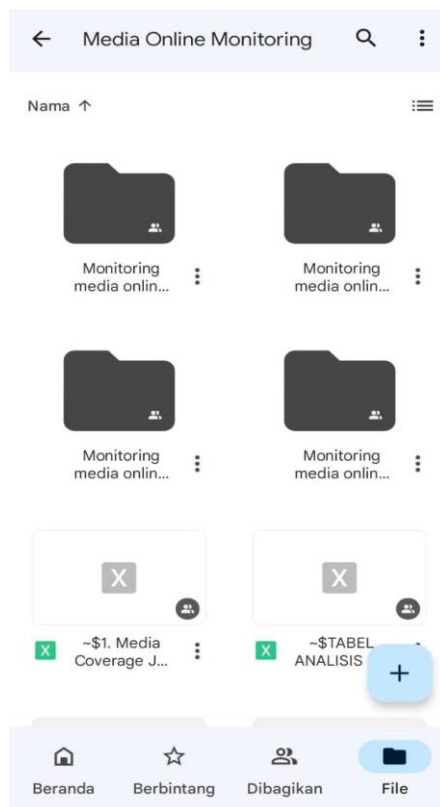 Media Online Monitoring
Nama
Monitoring
media onlin...
Monitoring
media onlin...
Monitoring
media onlin...
Monitoring
media onlin...
X
X
X
~$1. Media
Coverage J...
X
~$TABEL
ANALISIS
Beranda
Berbintang
Dibagikan
File